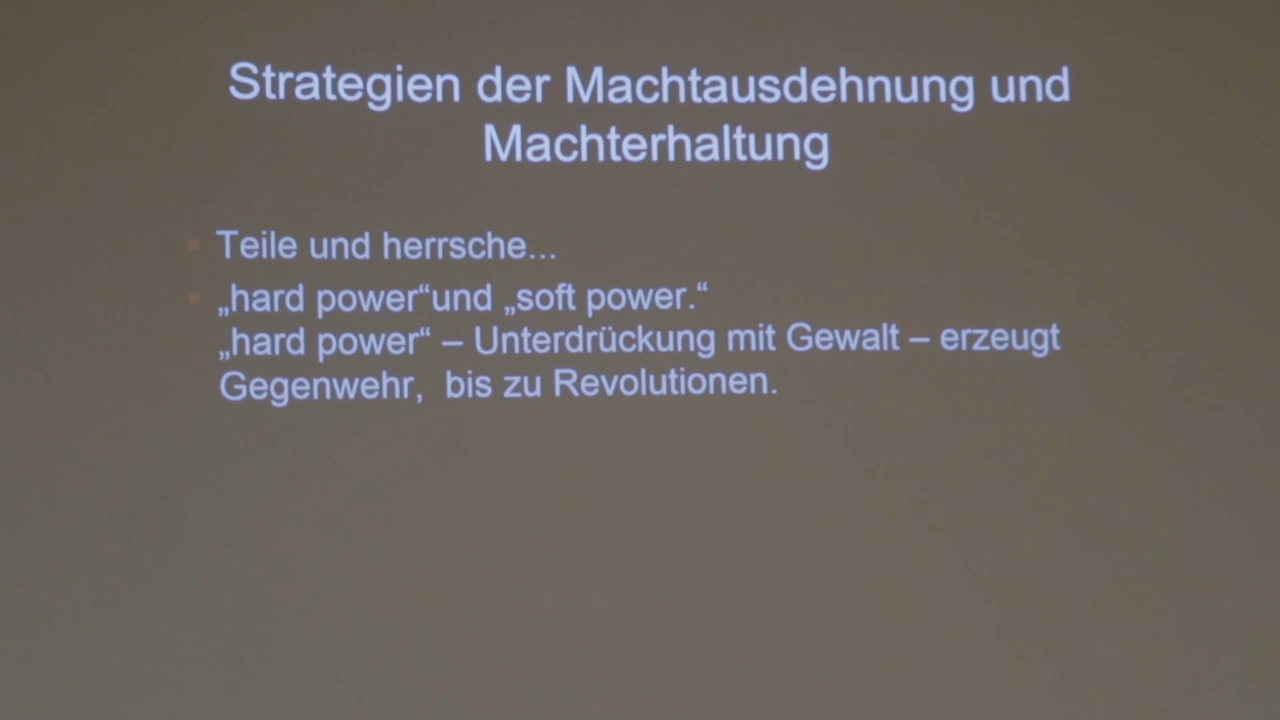 Strategien der Machtausdehnung und
Machterhaltung
Teile und herrsche...
„hard power“und „soft power.“
„hard power“ – Unterdrückung mit Gewalt – erzeugt
Gegenwehr,  bis zu Revolutionen.